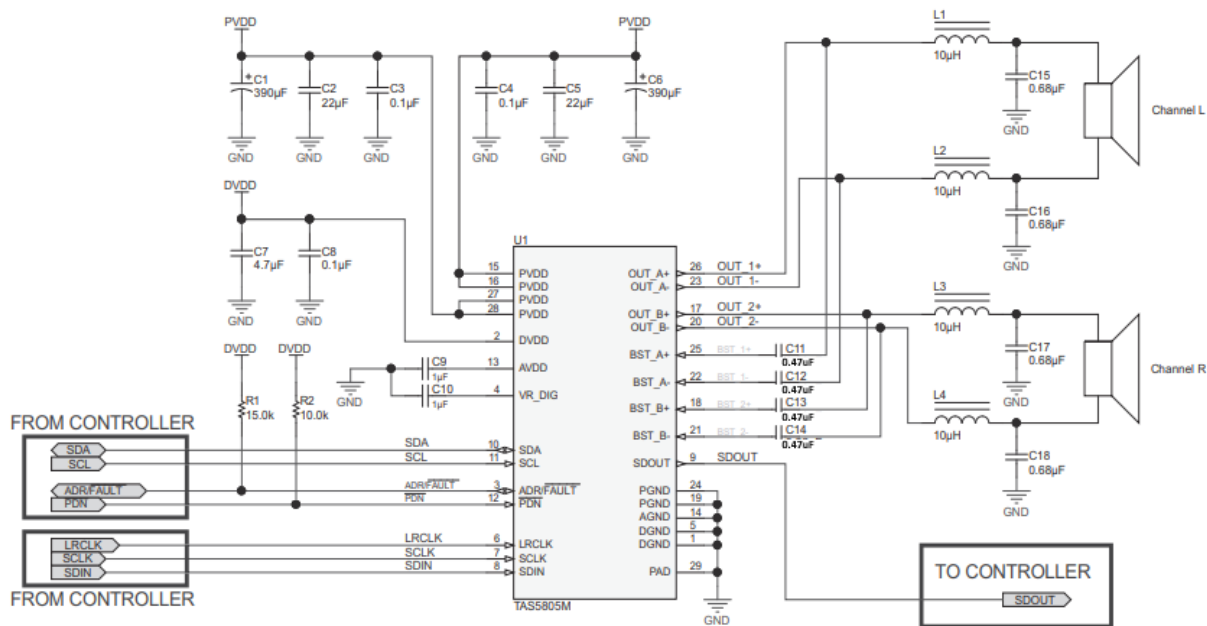 PVDD
PVDD
L1
10µH
C1
390µF
C2
22µF
C3
0.1µF
C4
0.1µF
C5
22µF
C6
390µF
C15
0.68µF
GND
GND
GND
GND
GND
GND
GND
Channel L
L2
10µH
DVDD
C16
0.68µF
GND
C7
4.7µF
C8
0.1µF
GND
GND
U1
15 PVDD
16 PVDD
27 PVDD
28 PVDD
2 DVDD
13 AVDD
4 VR_DIG
10 SDA
11 SCL
3 ADR/FAULT
12 PDN
6 LRCLK
7 SCLK
8 SDIN
TAS5805M
OUT_A+ 26 OUT_1+
OUT_A- 23 OUT_1-
OUT_B+ 17 OUT_2+
OUT_B- 20 OUT_2-
BST_A+ 25 BST_1+ C11
0.47uF
BST_A- 22 BST_1- C12
0.47uF
BST_B+ 18 BST_2+ C13
0.47uF
BST_B- 21 BST_2- C14
0.47uF
SDOUT 9 SDOUT
PGND 24
PGND 19
AGND 14
DGND 5
DGND 1
PAD 29
GND
L3
10µH
C17
0.68µF
GND
Channel R
L4
10µH
C18
0.68µF
GND
DVDD
DVDD
R1
15.0k
R2
10.0k
C9
1µF
C10
1µF
GND
FROM CONTROLLER
SDA
SCL
ADR/FAULT
PDN
SDA
SCL
ADR/FAULT
PDN
LRCLK
SCLK
SDIN
LRCLK
SCLK
SDIN
FROM CONTROLLER
TO CONTROLLER
SDOUT